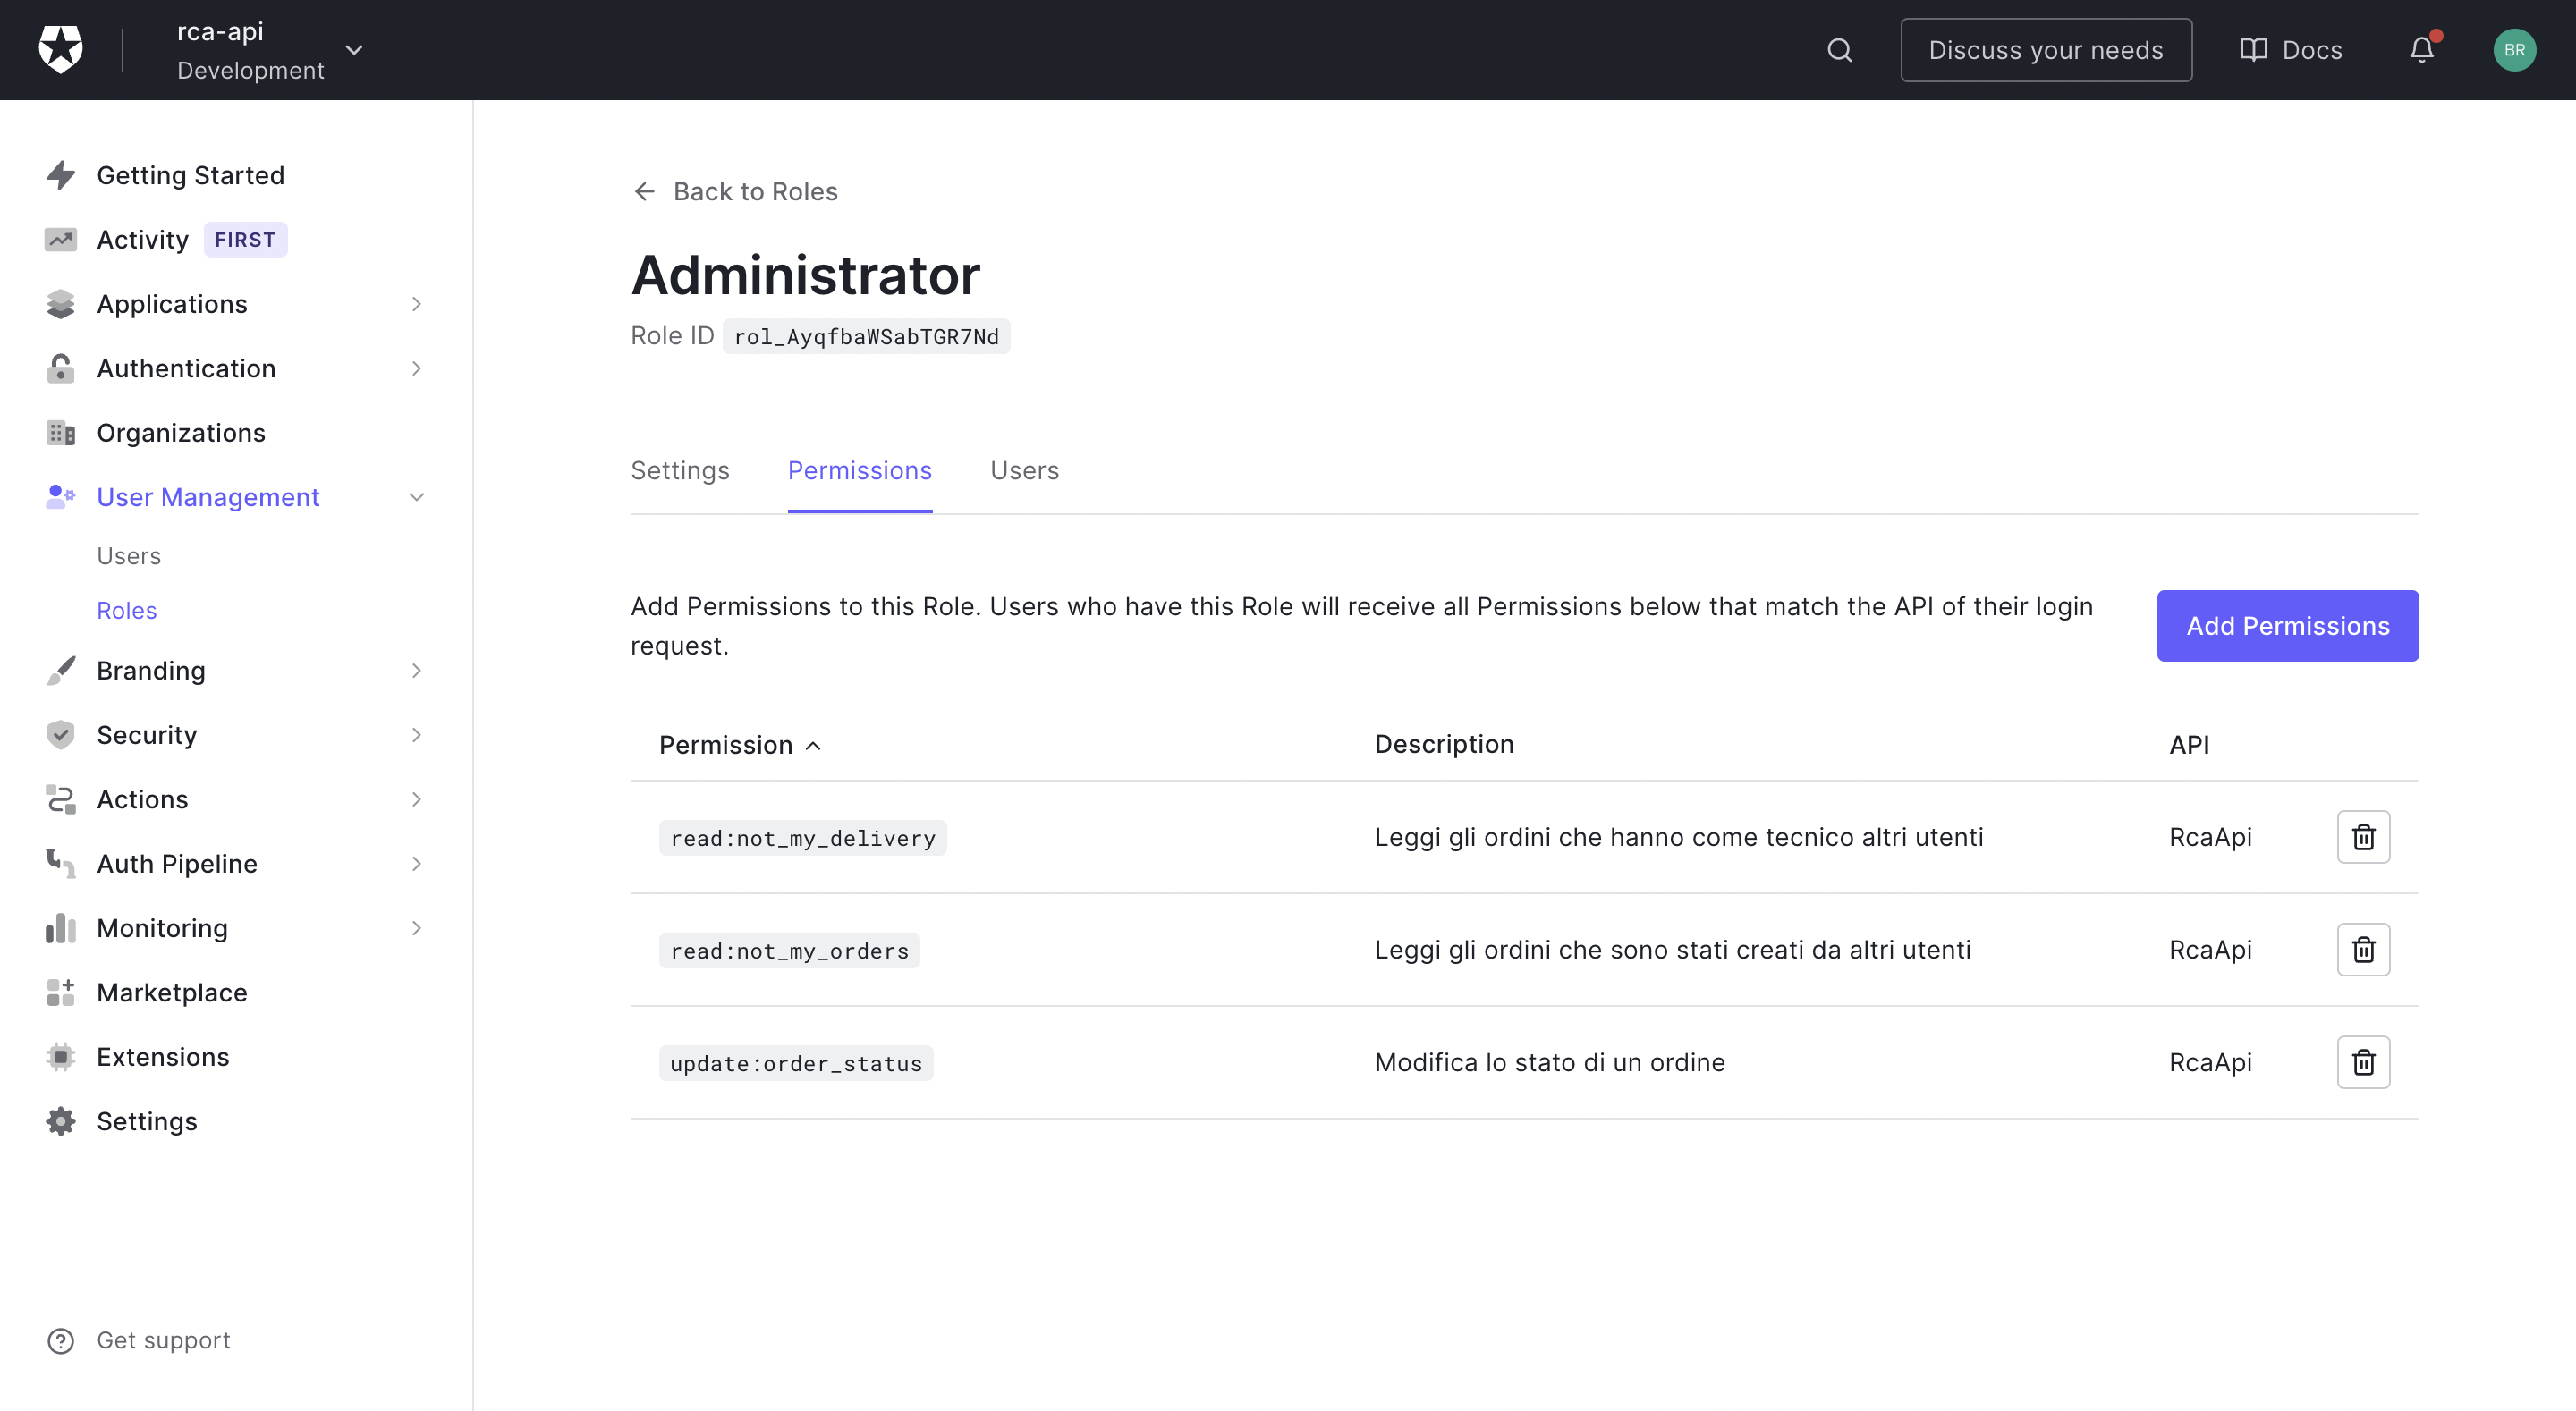 rca-api
Development
Discuss your needs
Docs
BR
Getting Started
Activity FIRST
Applications
Authentication
Organizations
User Management
Users
Roles
Branding
Security
Actions
Auth Pipeline
Monitoring
Marketplace
Extensions
Settings
Get support
Back to Roles
Administrator
Role ID rol_AyqfbaWSabTGR7Nd
Settings Permissions Users
Add Permissions to this Role. Users who have this Role will receive all Permissions below that match the API of their login
request.
Add Permissions
Permission Description API
read:not_my_delivery Leggi gli ordini che hanno come tecnico altri utenti RcaApi
read:not_my_orders Leggi gli ordini che sono stati creati da altri utenti RcaApi
update:order_status Modifica lo stato di un ordine RcaApi